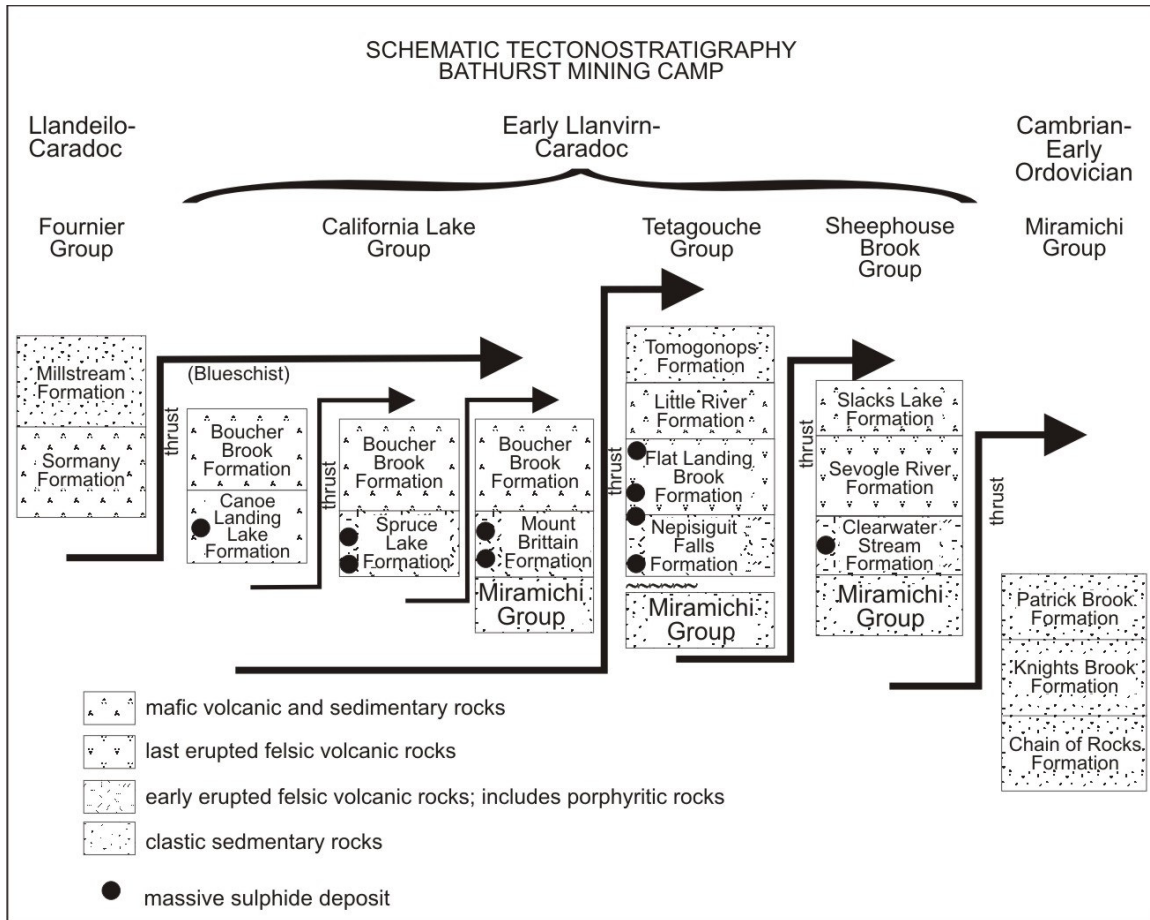 SCHEMATIC TECTONOSTRATIGRAPHY
BATHURST MINING CAMP
Llandeilo-
Caradoc
Early Llanvirn-
Caradoc
Cambrian-
Early
Ordovician
Fournier
Group
California Lake
Group
Tetagouche
Group
Sheephouse
Brook
Group
Miramichi
Group
Millstream
Formation
Sormany
Formation
thrust
(Blueschist)
Boucher
Brook
Formation
Canoe
Landing
Lake
Formation
thrust
Boucher
Brook
Formation
Spruce
Lake
Formation
Boucher
Brook
Formation
Mount
Brittain
Formation
Miramichi
Group
thrust
Tomogonops
Formation
Little River
Formation
Flat Landing
Brook
Formation
Nepisiguit
Falls
Formation
Miramichi
Group
thrust
Slacks Lake
Formation
Sevogle River
Formation
Clearwater
Stream
Formation
Miramichi
Group
thrust
Patrick Brook
Formation
Knights Brook
Formation
Chain of Rocks
Formation
mafic volcanic and sedimentary rocks
last erupted felsic volcanic rocks
early erupted felsic volcanic rocks; includes porphyritic rocks
clastic sedimentary rocks
massive sulphide deposit